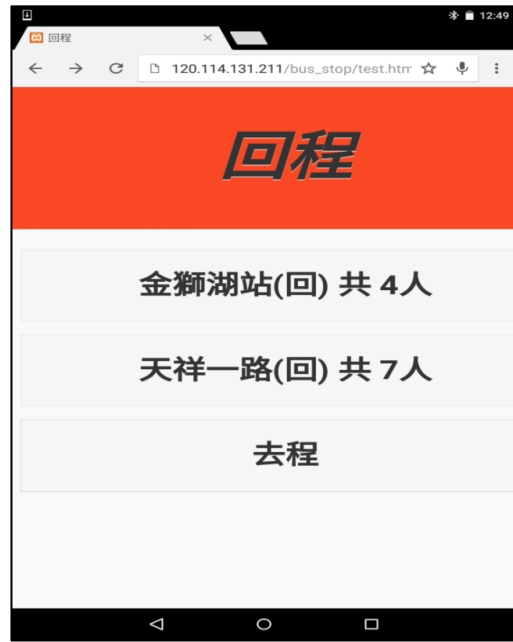 12:49
回程
120.114.131.211/bus_stop/test.htm
回程
金獅湖站(回) 共 4人
天祥一路(回) 共 7人
去程